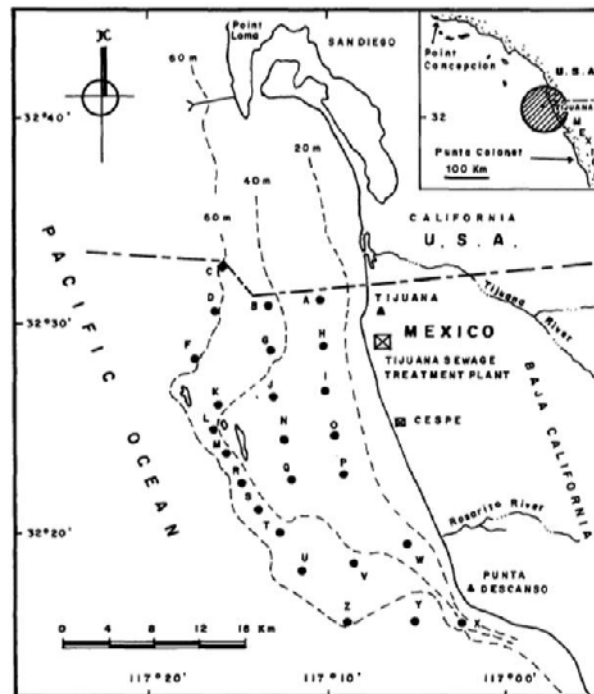 Point
Loma
SAN DIEGO
60 m
20 m
40 m
60 m
32°40'
32°30'
32°20'
Point
Concepcion
U.S.A.
32
TIJUANA
MEX
Punta Colonet
100 Km
CALIFORNIA
U.S.A.
Tijuana
River
PACIFIC OCEAN
C
D
B
A
TIJUANA
MEXICO
TIJUANA SEWAGE
TREATMENT PLANT
F
G
H
I
J
K
L
M
N
O
CESPE
BAJA CALIFORNIA
P
Q
R
S
T
Rosarito River
U
V
W
PUNTA
DESCANSO
Z
Y
X
0 4 8 12 16 Km
117°20'
117°10'
117°00'